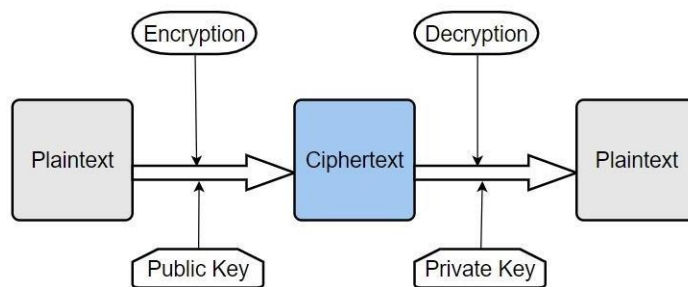 Encryption
Decryption
Plaintext
Ciphertext
Plaintext
Public Key
Private Key